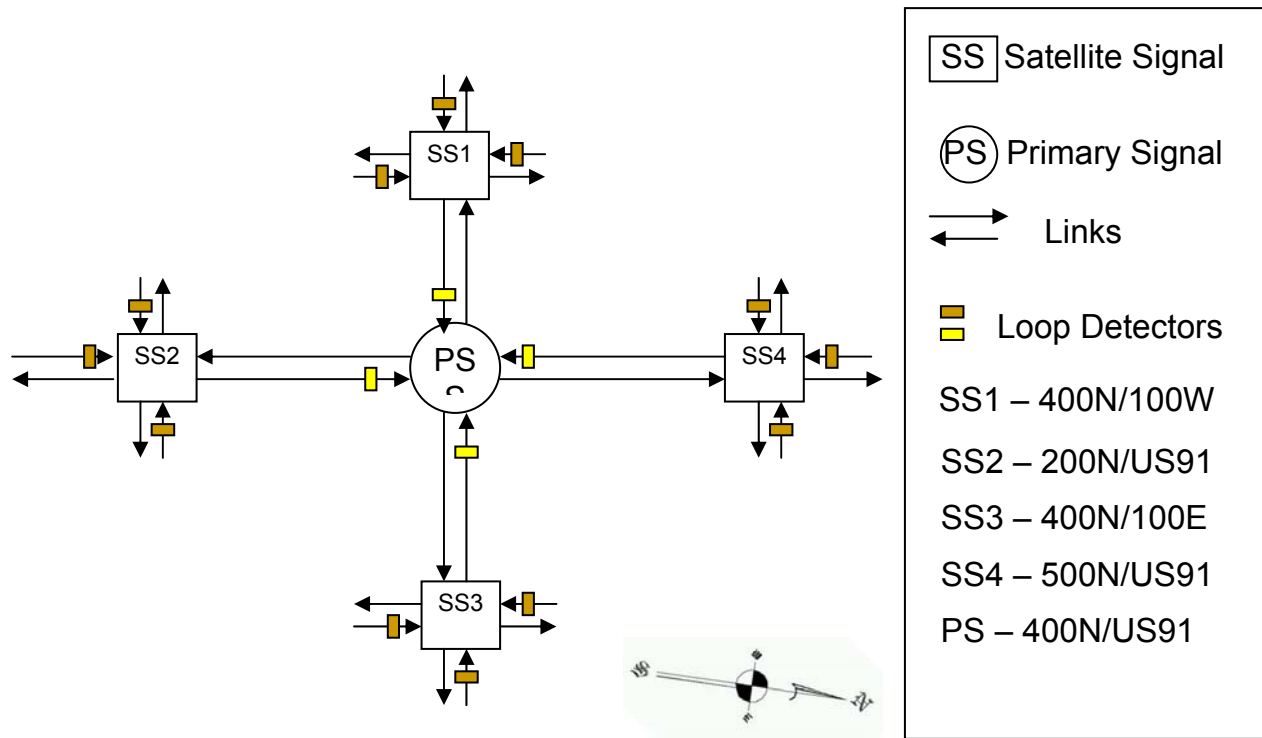 SS1
SS2
PS
SS4
SS3
N
SS Satellite Signal
PS Primary Signal
Links
Loop Detectors
SS1 – 400N/100W
SS2 – 200N/US91
SS3 – 400N/100E
SS4 – 500N/US91
PS – 400N/US91